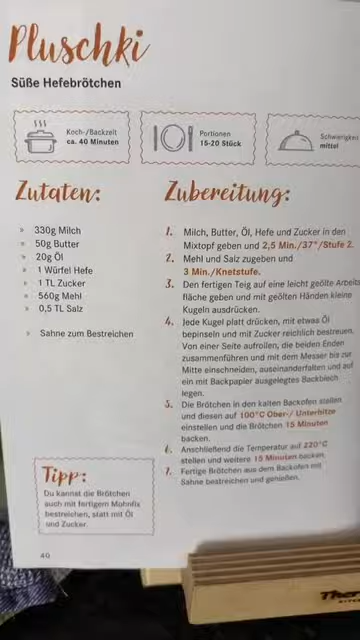 Pluschki
Süße Hefebrötchen
Koch-/Backzeit
ca. 40 Minuten
Portionen
15-20 Stück
Schwierigkeit
mittel
Zutaten:
» 330g Milch
» 50g Butter
» 20g Öl
» 1 Würfel Hefe
» 1 TL Zucker
» 560g Mehl
» 0,5 TL Salz
» Sahne zum Bestreichen
Zubereitung:
1. Milch, Butter, Öl, Hefe und Zucker in den
Mixtopf geben und 2,5 Min./37°/Stufe 2.
2. Mehl und Salz zugeben und
3 Min./Knetstufe.
3. Den fertigen Teig auf eine leicht geölte Arbeits
fläche geben und mit geölten Händen kleine
Kugeln ausdrücken.
4. Jede Kugel platt drücken, mit etwas Öl
bepinseln und mit Zucker reichlich bestreuen.
Von einer Seite aufrollen, die beiden Enden
zusammenführen und mit dem Messer bis zur
Mitte einschneiden, auseinanderfalten und auf
ein mit Backpapier ausgelegtes Backblech
legen.
5. Die Brötchen in den kalten Backofen stellen
und diesen auf 100°C Ober-/ Unterhitze
einstellen und die Brötchen 15 Minuten
backen.
6. Anschließend die Temperatur auf 220°C
stellen und weitere 15 Minuten backen.
7. Fertige Brötchen aus dem Backofen mit
Sahne bestreichen und genießen.
Tipp:
Du kannst die Brötchen
auch mit fertigem Mohnfix
bestreichen, statt mit Öl
und Zucker.
40
Ther